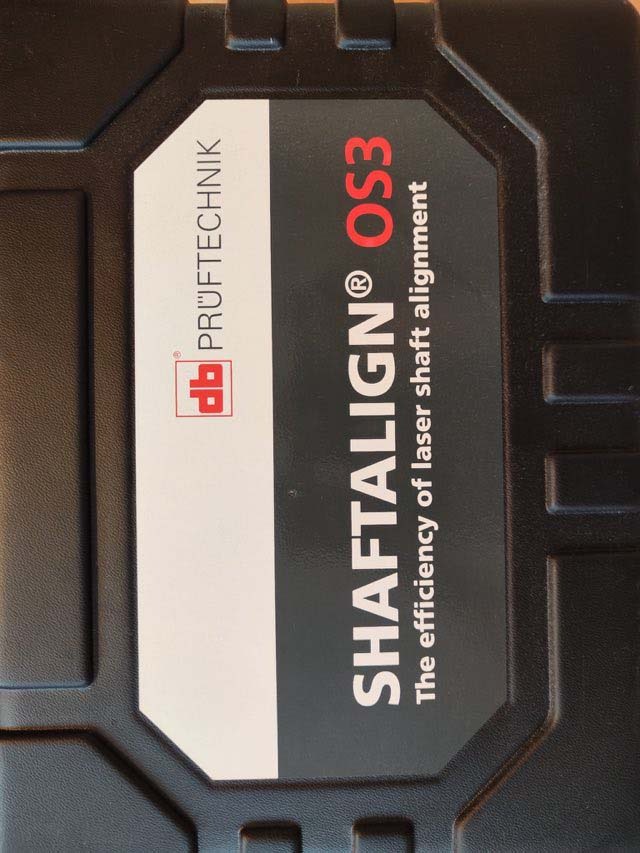 db® PRÜFTECHNIK
SHAFTALIGN® OS3
The efficiency of laser shaft alignment